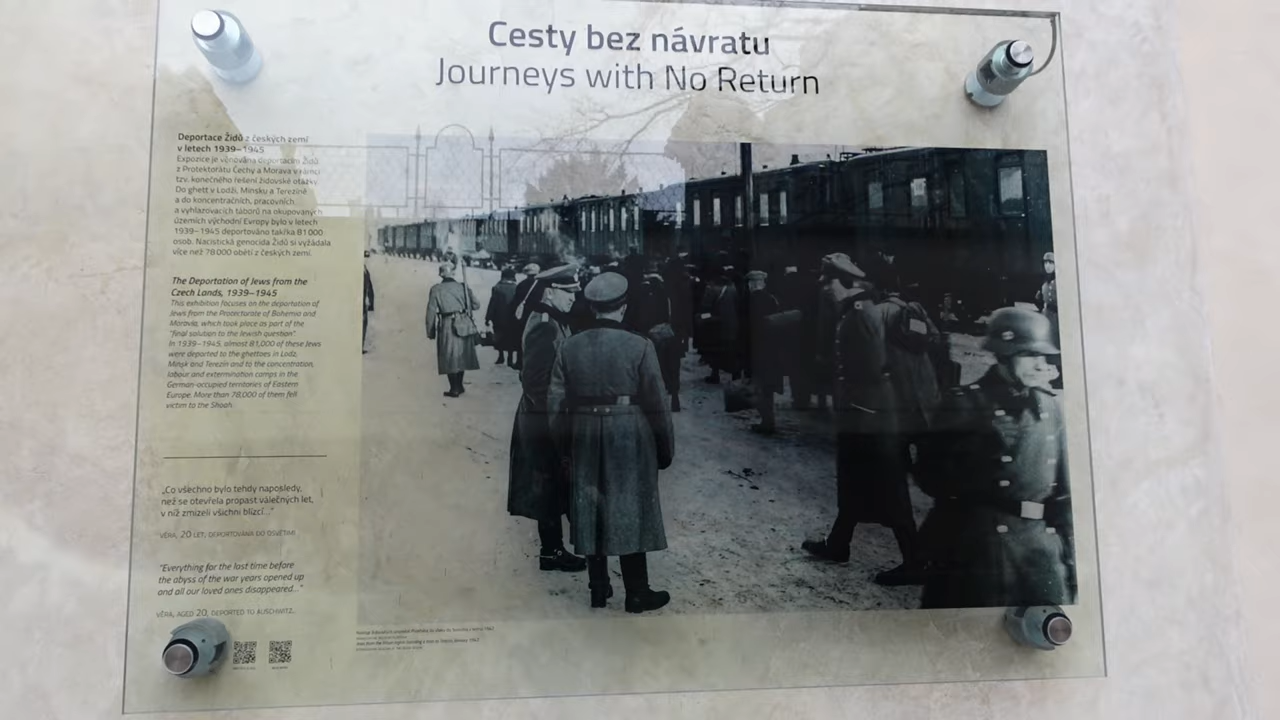 Cesty bez návratu
Journeys with No Return
Deportace Židů z českých zemí
v letech 1939–1945
Expozice je věnována deportacím Židů
z Protektorátu Čechy a Morava v rámci
tzv. konečného řešení židovské otázky.
Do ghett v Lodži, Minsku a Terezíně
a do koncentračních, pracovních
a vyhlazovacích táborů na okupovaných
územích východní Evropy bylo v letech
1939–1945 deportováno takřka 81 000
osob. Nacistická genocida Židů si vyžádala
více než 78 000 obětí z českých zemí.
The Deportation of Jews from the
Czech Lands, 1939–1945
This exhibition focuses on the deportation of
Jews from the Protectorate of Bohemia and
Moravia, which took place as part of the
"final solution to the Jewish question".
In 1939–1945, almost 81,000 of these Jews
were deported to the ghettoes in Lodz,
Minsk and Terezín and to the concentration,
labour and extermination camps in the
German-occupied territories of Eastern
Europe. More than 78,000 of them fell
victim to the Shoah.
„Co všechno bylo tehdy naposledy,
než se otevřela propast válečných let,
v níž zmizeli všichni blízcí..."
VĚRA, 20 LET, DEPORTOVÁNA DO OSVĚTIMI
"Everything for the last time before
the abyss of the war years opened up
and all our loved ones disappeared..."
VĚRA, AGED 20, DEPORTED TO AUSCHWITZ